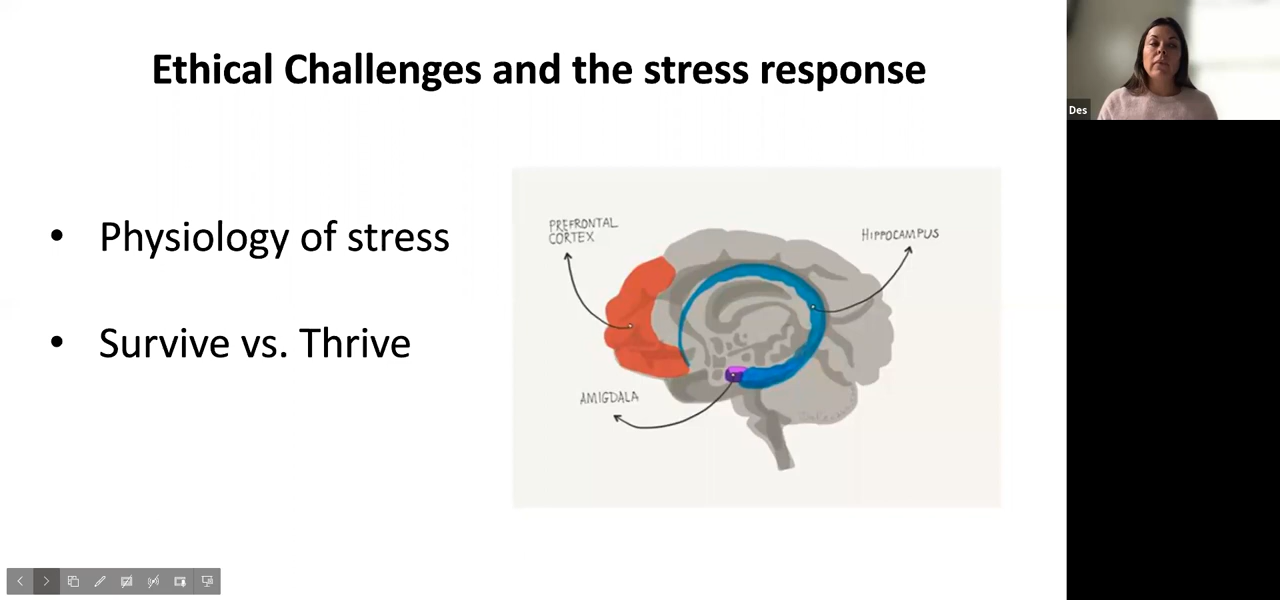 Ethical Challenges and the stress response
• Physiology of stress
• Survive vs. Thrive
PREFRONTAL
CORTEX
HIPPOCAMPUS
AMIGDALA
Des